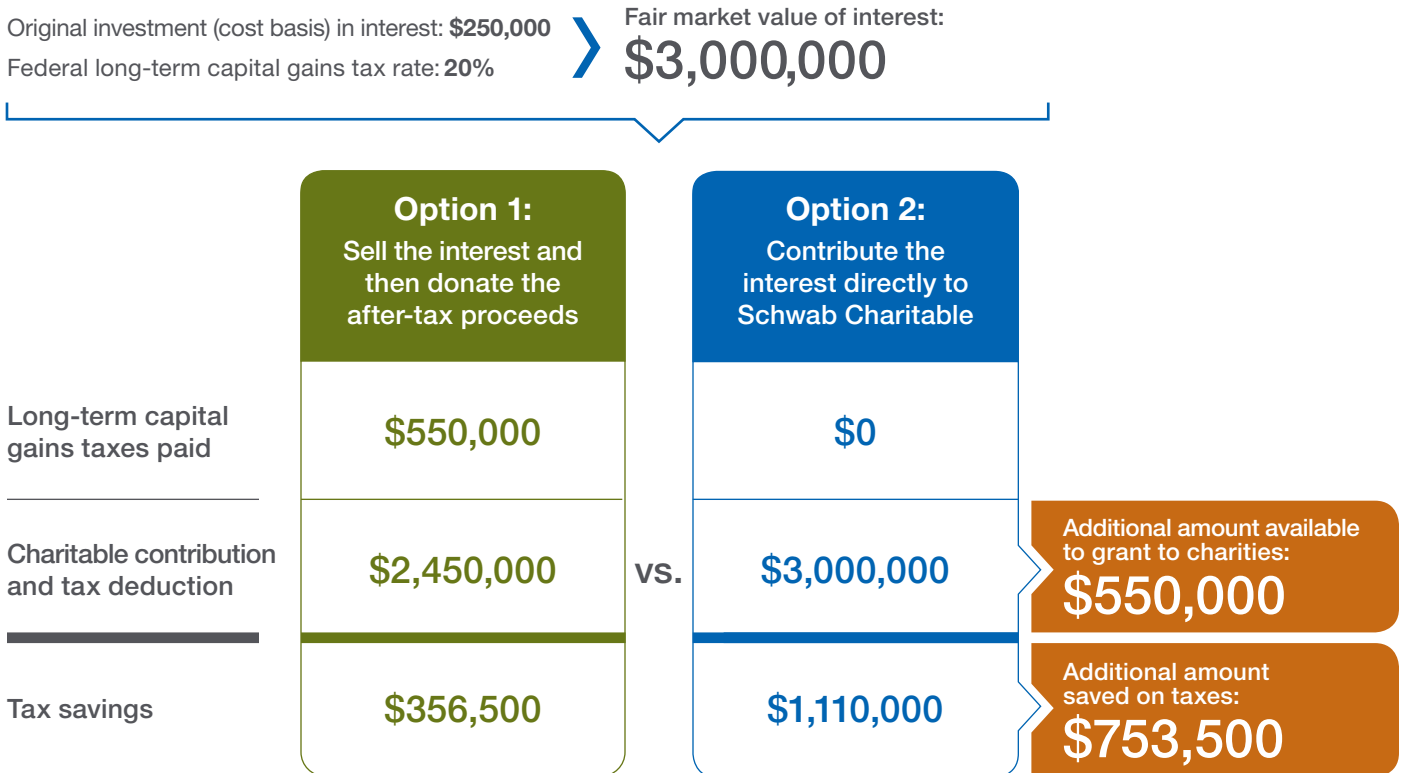 Original investment (cost basis) in interest: $250,000
Federal long-term capital gains tax rate: 20%
Fair market value of interest:
$3,000,000
Option 1:
Sell the interest and
then donate the
after-tax proceeds
Option 2:
Contribute the
interest directly to
Schwab Charitable
Long-term capital
gains taxes paid
$550,000
$0
Charitable contribution
and tax deduction
$2,450,000
vs.
$3,000,000
Additional amount available
to grant to charities:
$550,000
Tax savings
$356,500
$1,110,000
Additional amount
saved on taxes:
$753,500